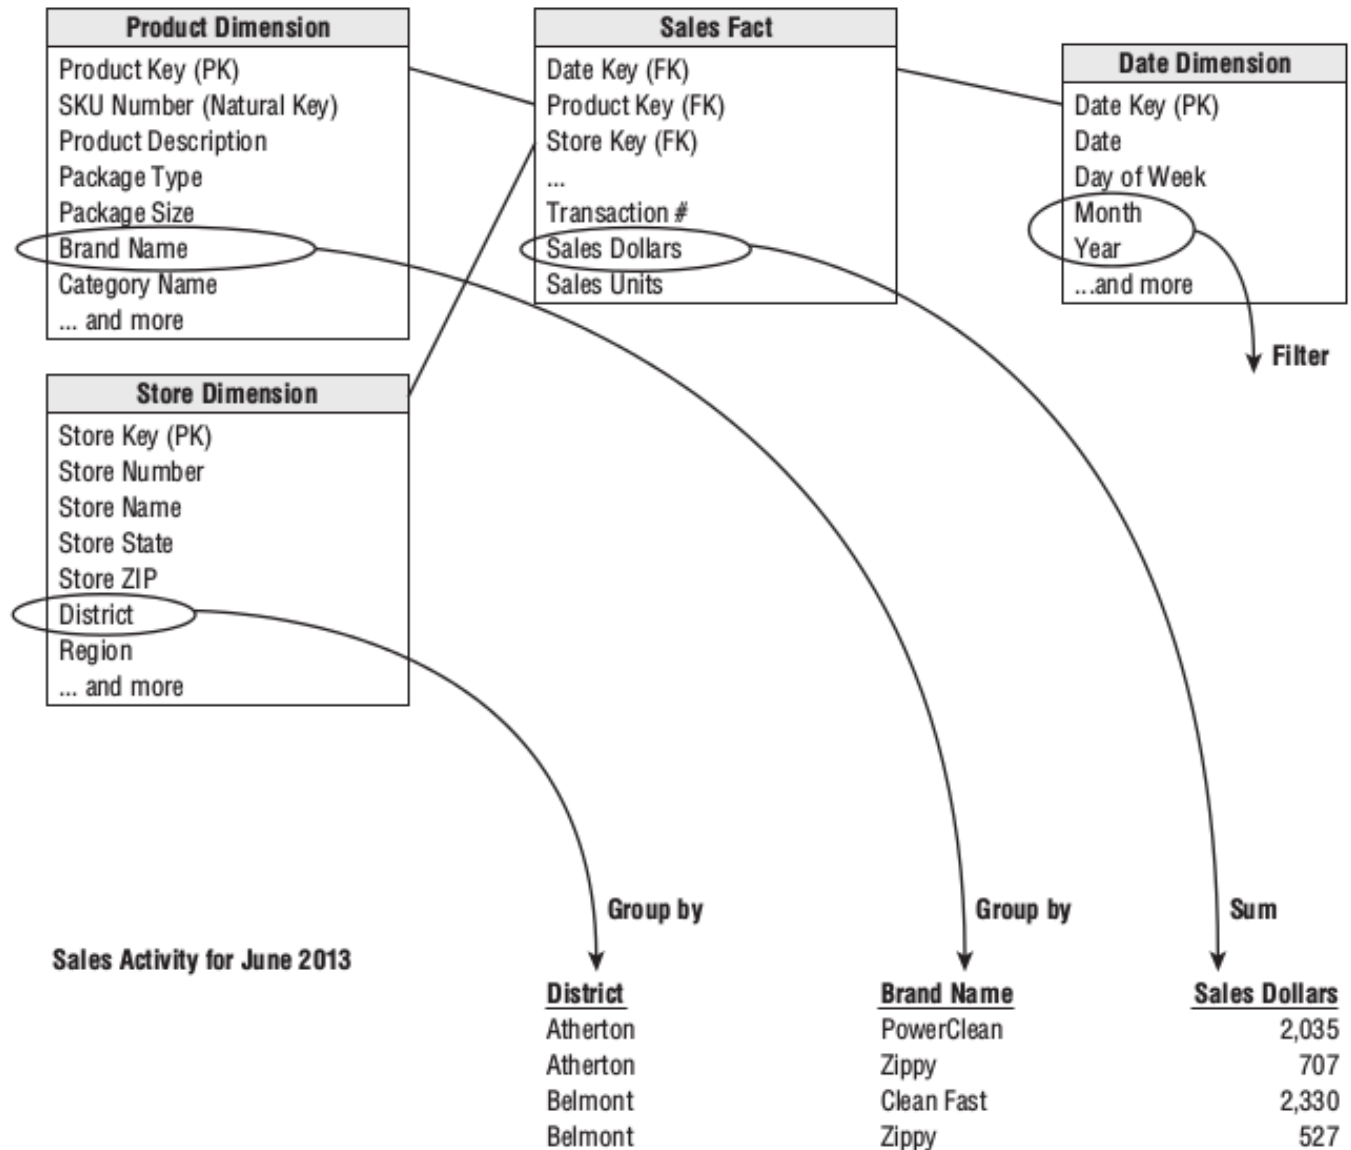 Product Dimension
Product Key (PK)
SKU Number (Natural Key)
Product Description
Package Type
Package Size
Brand Name
Category Name
... and more
Sales Fact
Date Key (FK)
Product Key (FK)
Store Key (FK)
...
Transaction #
Sales Dollars
Sales Units
Date Dimension
Date Key (PK)
Date
Day of Week
Month
Year
...and more
Filter
Store Dimension
Store Key (PK)
Store Number
Store Name
Store State
Store ZIP
District
Region
... and more
Group by
Group by
Sum
Sales Activity for June 2013
District Brand Name Sales Dollars
Atherton PowerClean 2,035
Atherton Zippy 707
Belmont Clean Fast 2,330
Belmont Zippy 527